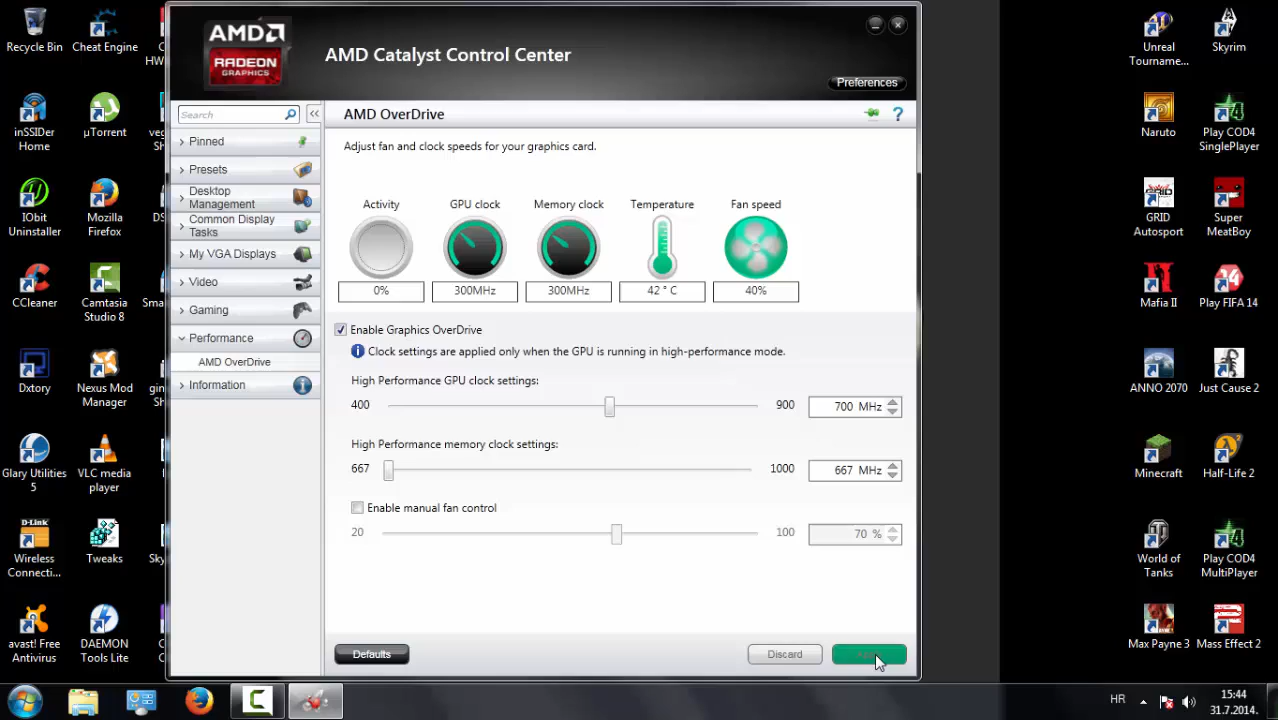 Recycle Bin
Cheat Engine
inSSIDer
Home
µTorrent
IObit
Uninstaller
Mozilla
Firefox
CCleaner
Camtasia
Studio 8
Dxtory
Nexus Mod
Manager
Glary Utilities
5
VLC media
player
D-Link
Wireless
Connecti...
Tweaks
avast! Free
Antivirus
DAEMON
Tools Lite
AMD
RADEON
GRAPHICS
AMD Catalyst Control Center
Preferences
Search
Pinned
Presets
Desktop
Management
Common Display
Tasks
My VGA Displays
Video
Gaming
Performance
AMD OverDrive
Information
AMD OverDrive
Adjust fan and clock speeds for your graphics card.
Activity
GPU clock
Memory clock
Temperature
Fan speed
0%
300MHz
300MHz
42 ° C
40%
Enable Graphics OverDrive
Clock settings are applied only when the GPU is running in high-performance mode.
High Performance GPU clock settings:
400
900
700 MHz
High Performance memory clock settings:
667
1000
667 MHz
Enable manual fan control
20
100
70 %
Defaults
Discard
Unreal
Tourname...
Skyrim
Naruto
Play COD4
SinglePlayer
GRID
Autosport
Super
MeatBoy
Mafia II
Play FIFA 14
ANNO 2070
Just Cause 2
Minecraft
Half-Life 2
World of
Tanks
Play COD4
MultiPlayer
Max Payne 3
Mass Effect 2
HR
15:44
31.7.2014.